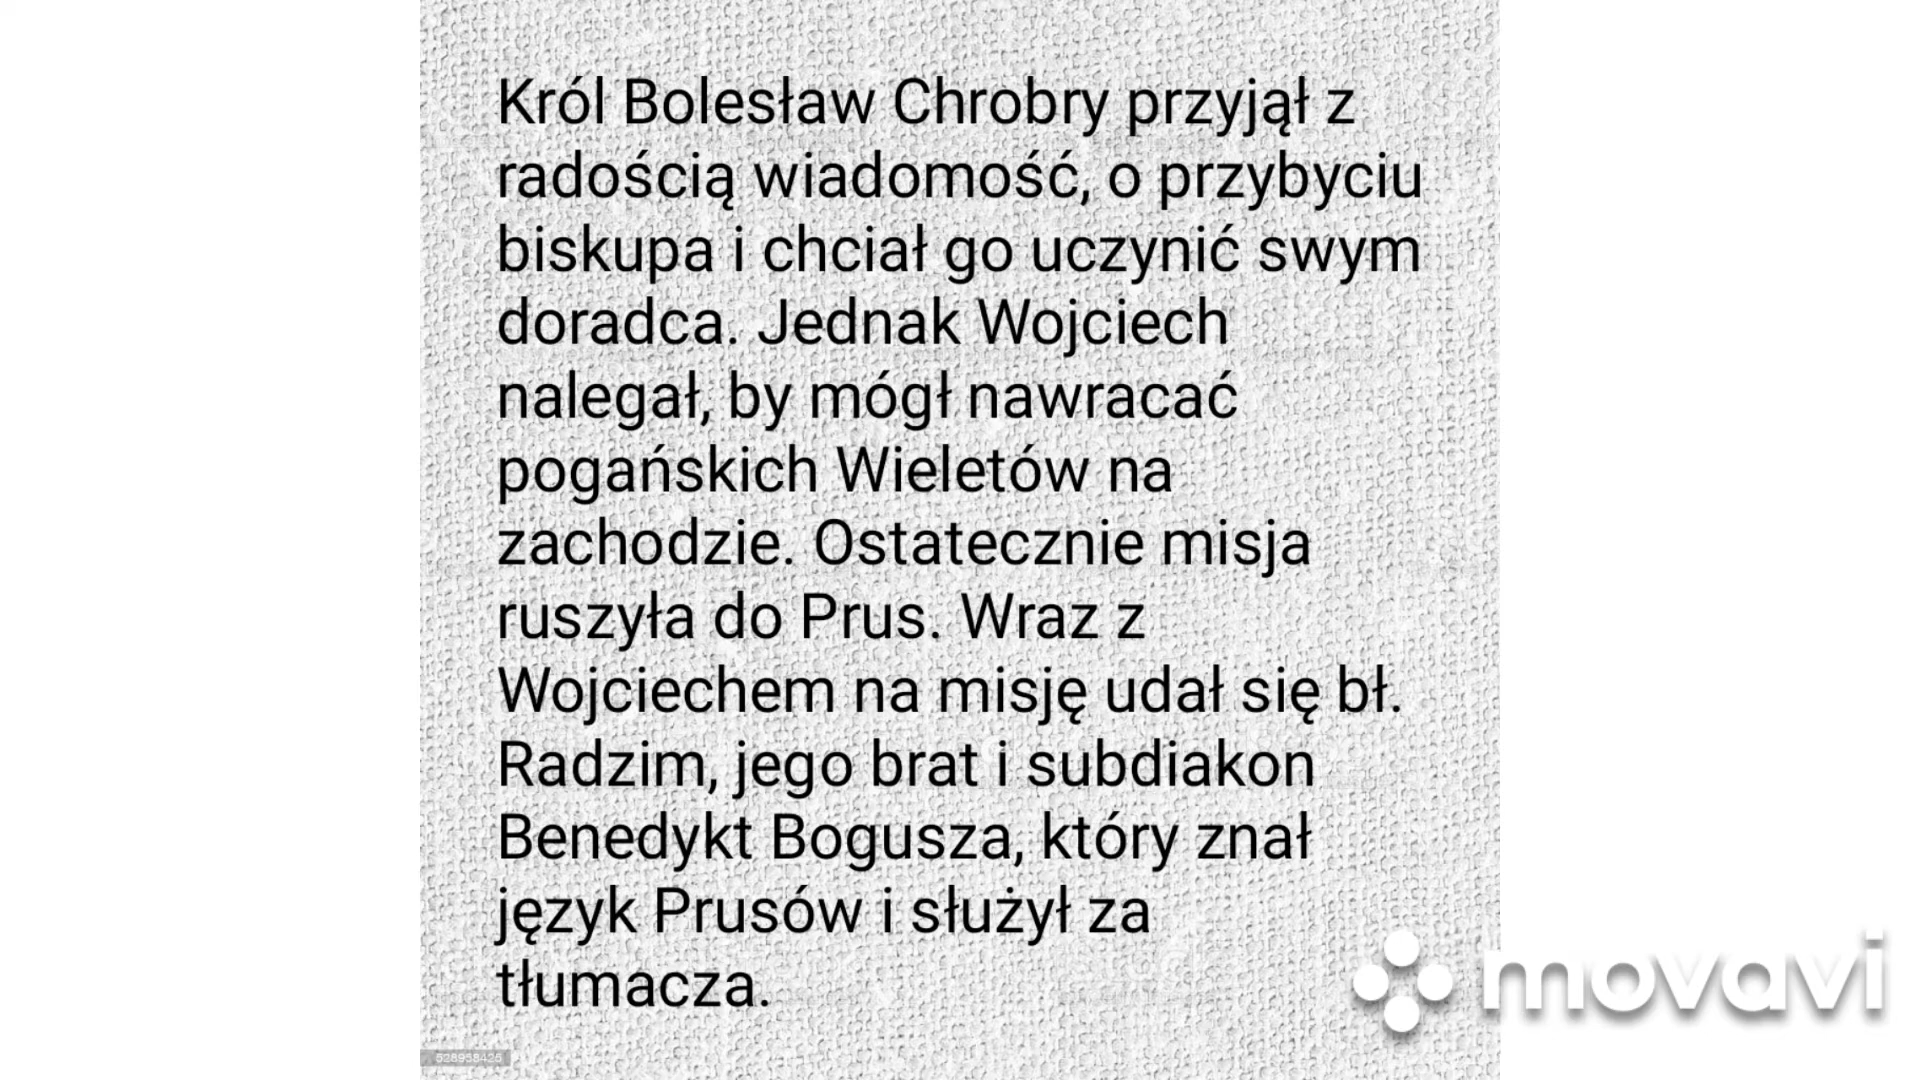 Król Bolesław Chrobry przyjął z
radością wiadomość, o przybyciu
biskupa i chciał go uczynić swym
doradca. Jednak Wojciech
nalegał, by mógł nawracać
pogańskich Wieletów na
zachodzie. Ostatecznie misja
ruszyła do Prus. Wraz z
Wojciechem na misję udał się bł.
Radzim, jego brat i subdiakon
Benedykt Bogusza, który znał
język Prusów i służył za
tłumacza.
movavi
528958425